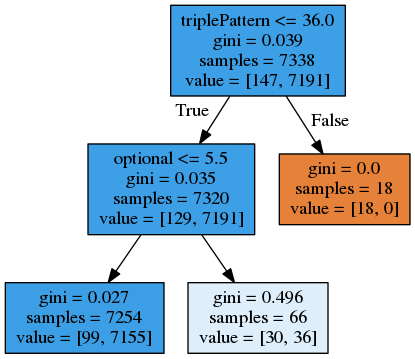 triplePattern <= 36.0
gini = 0.039
samples = 7338
value = [147, 7191]
True
False
optional <= 5.5
gini = 0.035
samples = 7320
value = [129, 7191]
gini = 0.0
samples = 18
value = [18, 0]
gini = 0.027
samples = 7254
value = [99, 7155]
gini = 0.496
samples = 66
value = [30, 36]